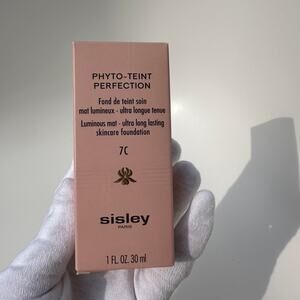 PHYTO-TEINT
PERFECTION
Fond de teint soin
mat lumineux - ultra longue tenue
Luminous mat - ultra long lasting
skincare foundation
7C
sisley
PARIS
1 FL. OZ. 30 ml